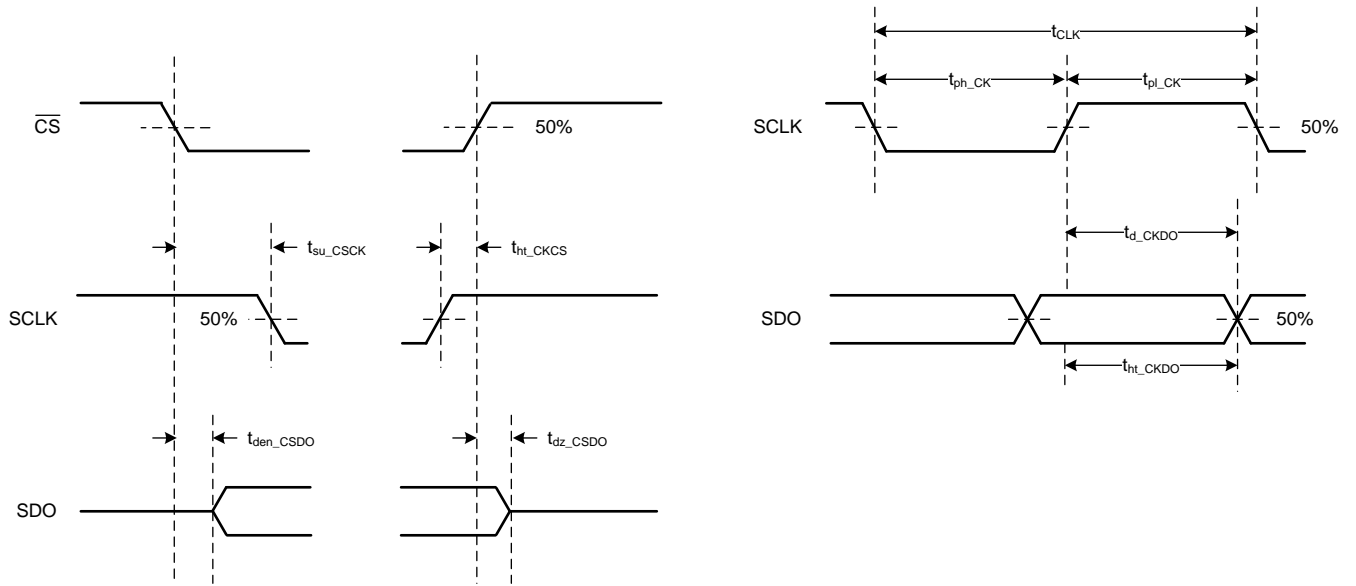 CS
50%
tsu_CSCK
tht_CKCS
SCLK
50%
tden_CSDO
tdz_CSDO
SDO
tCLK
tph_CK
tpl_CK
SCLK
50%
td_CKDO
SDO
50%
tht_CKDO